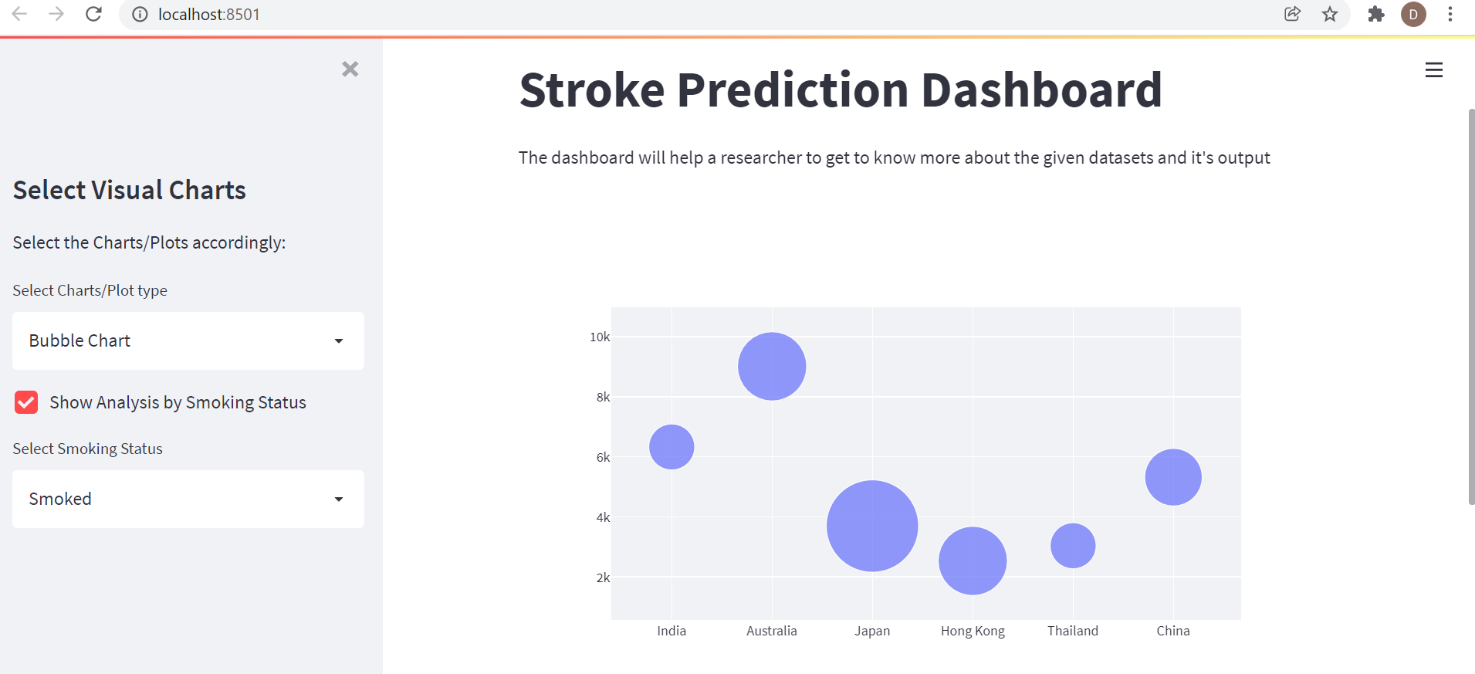 localhost:8501
D
Select Visual Charts
Select the Charts/Plots accordingly:
Select Charts/Plot type
Bubble Chart
Show Analysis by Smoking Status
Select Smoking Status
Smoked
Stroke Prediction Dashboard
The dashboard will help a researcher to get to know more about the given datasets and it's output
10k
8k
6k
4k
2k
India Australia Japan Hong Kong Thailand China